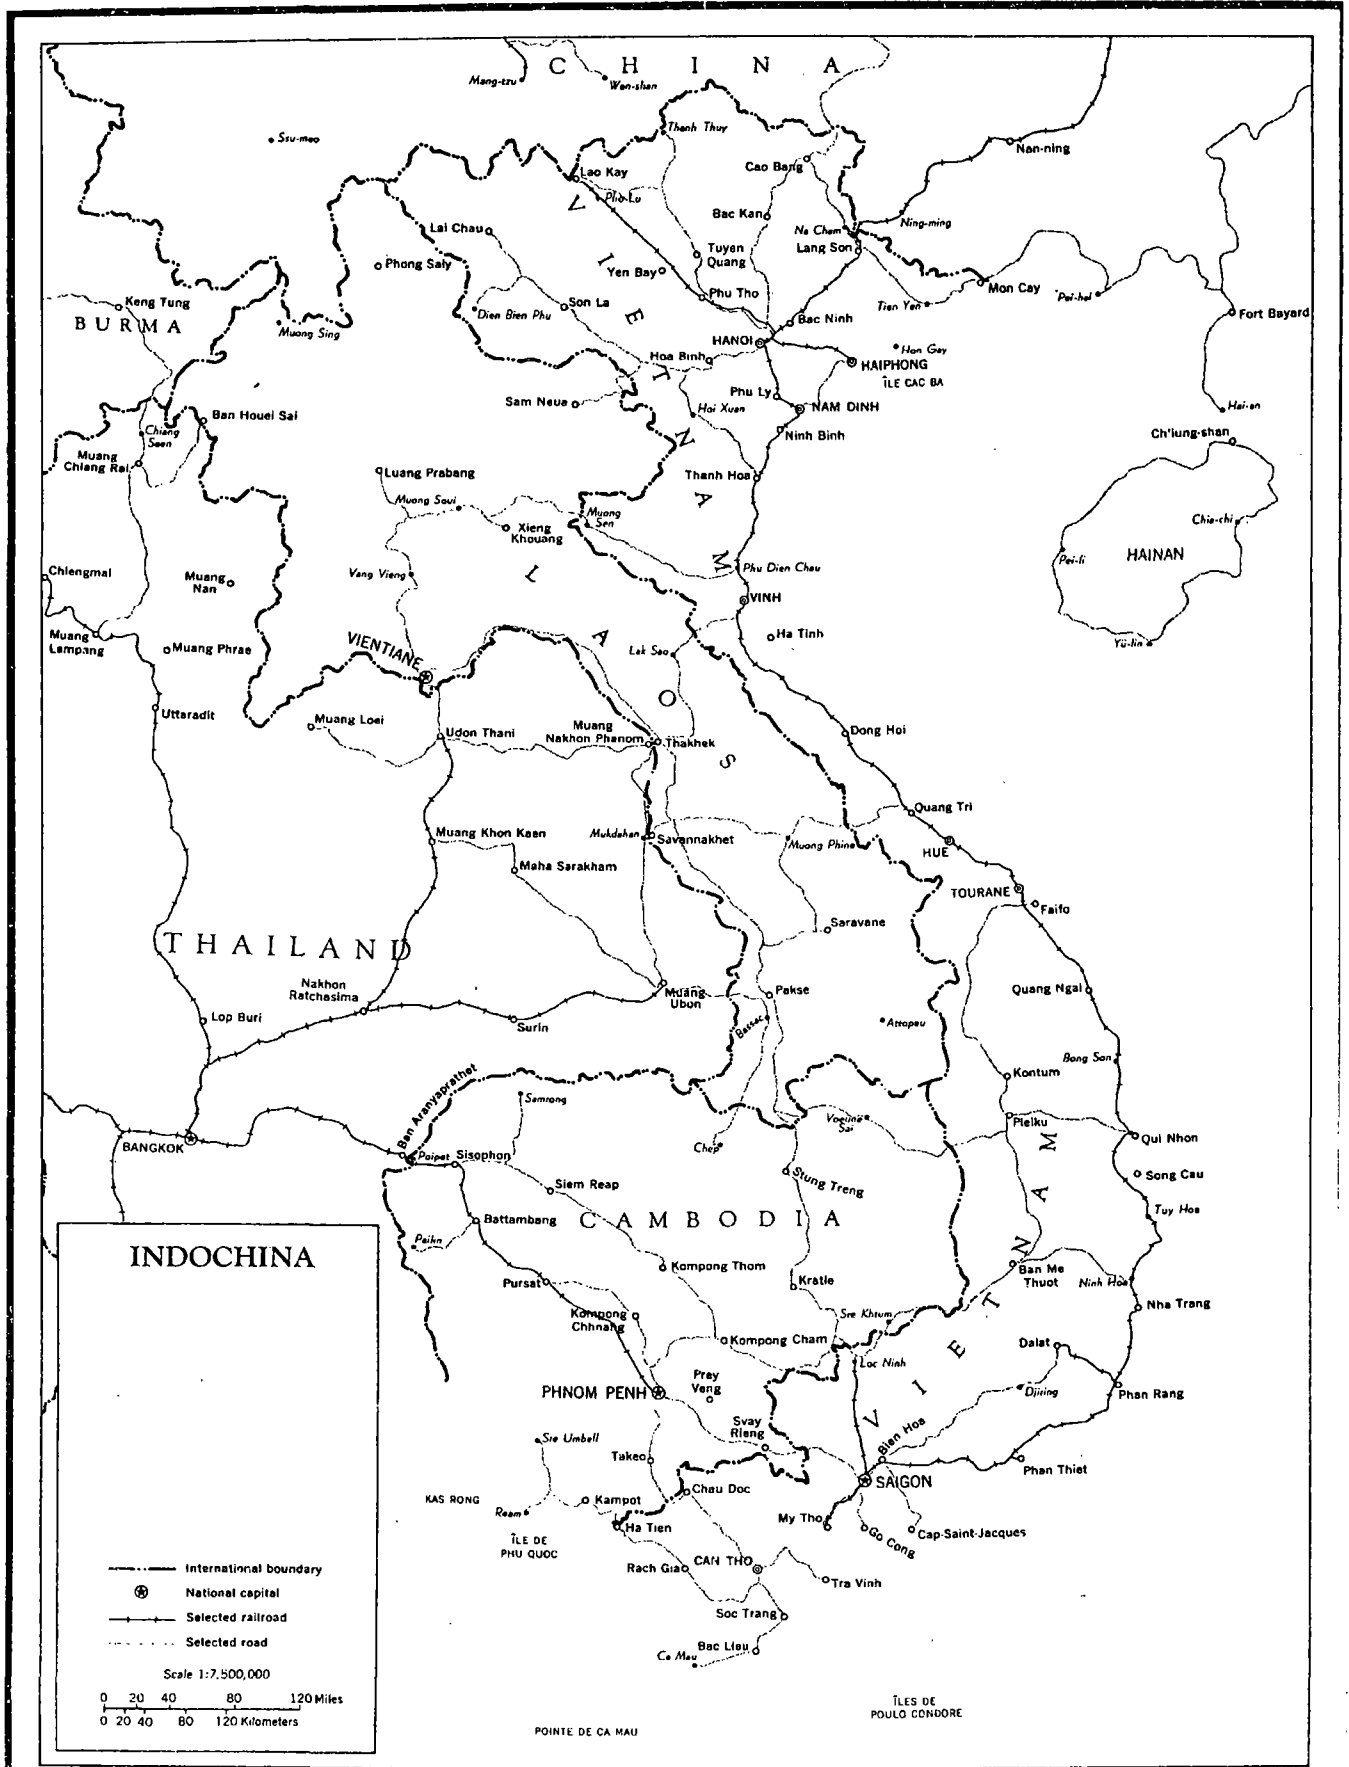 CHINA
Mong-tzu
Wen-shan
Ssu-mao
Thanh Thuy
Nan-ning
Cao Bang
Lao Kay
Pho Lu
Bac Kan
Na Cham
Ning-ming
Lang Son
Lai Chau
Tuyen
Quang
Phong Saly
Yen Bay
Phu Tho
Tien Yen
Mon Cay
Pei-hai
Keng Tung
BURMA
Muong Sing
Dien Bien Phu
Son La
Bac Ninh
Fort Bayard
HANOI
Hon Gay
Hoa Binh
HAIPHONG
ÎLE CAC BA
VIETNAM
Phu Ly
NAM DINH
Sam Neua
Hoi Xuan
Ninh Binh
Hai-an
Ban Houei Sai
Chiang
Saen
Muang
Chiang Rai
Ch'iung-shan
Luang Prabang
Thanh Hoa
Muong Soui
Muong
Sen
Xieng
Khouang
Chia-chi
Pei-li
HAINAN
Chiengmai
Muang
Nan
Vang Vieng
Phu Dien Chau
VINH
Muang
Lampang
Muang Phrae
VIENTIANE
LAOS
Ha Tinh
Lak Sao
Yü-lin
Uttaradit
Muang Loei
Udon Thani
Muang
Nakhon Phanom
Thakhek
Dong Hoi
Quang Tri
Muang Khon Kaen
Mukdahan
Savannakhet
Muong Phine
HUE
Maha Sarakham
TOURANE
Faifo
Saravane
THAILAND
Nakhon
Ratchasima
Muang
Ubon
Pakse
Quang Ngai
Lop Buri
Surin
Bassac
Attopeu
Bong Son
Kontum
Ban Aranyaprathet
Samrong
Voeune
Sai
Pleiku
Qui Nhon
BANGKOK
Poipet
Sisophon
Chep
Siem Reap
Stung Treng
Song Cau
Tuy Hoa
Battambang
CAMBODIA
Pailin
Kompong Thom
Ban Me
Thuot
Ninh Hoa
Pursat
Kratie
Nha Trang
Kompong
Chhnang
Sre Khtum
VIETNAM
Kompong Cham
Dalat
Loc Ninh
PHNOM PENH
Prey
Veng
Djiring
Phan Rang
Svay
Rieng
Bien Hoa
Sre Umbell
Takeo
Phan Thiet
SAIGON
Chau Doc
KAS RONG
Kampot
Ream
Ha Tien
My Tho
Go Cong
Cap-Saint-Jacques
ÎLE DE
PHU QUOC
Rach Gia
CAN THO
Tra Vinh
Soc Trang
Bac Lieu
Ca Mau
ÎLES DE
POULO CONDORE
POINTE DE CA MAU
INDOCHINA
International boundary
National capital
Selected railroad
Selected road
Scale 1:7,500,000
0 20 40 80 120 Miles
0 20 40 80 120 Kilometers